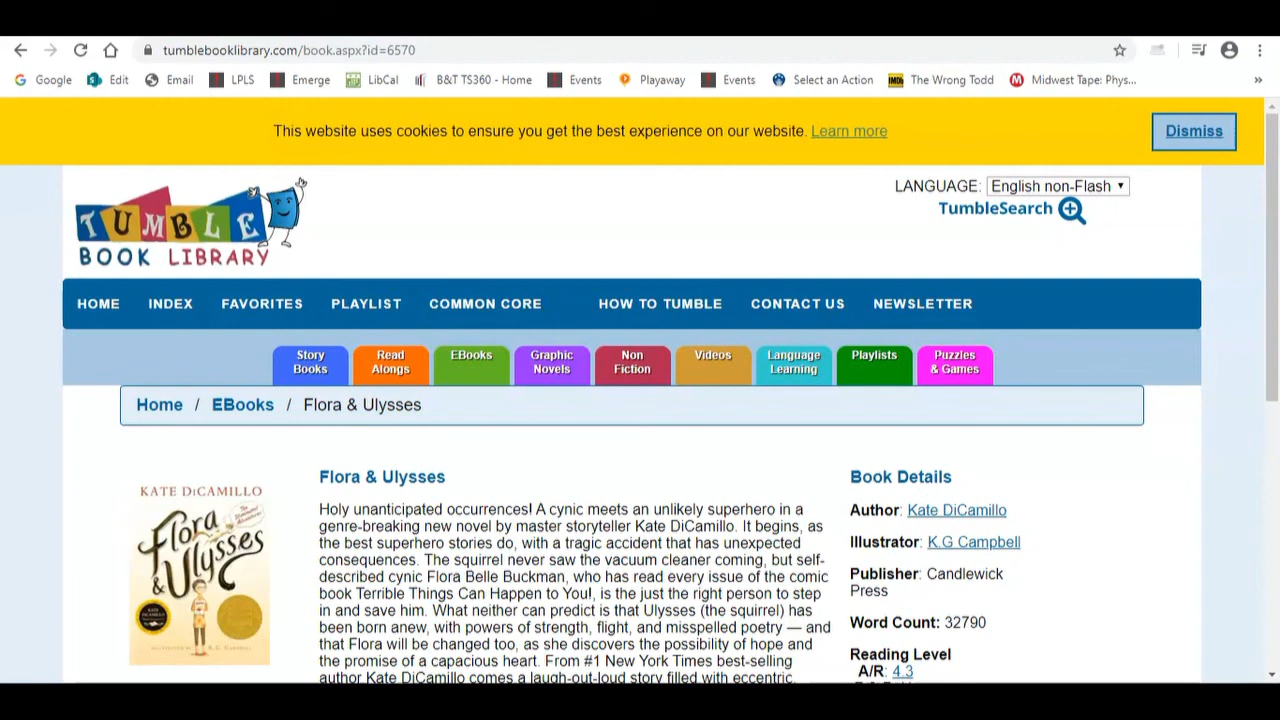 tumblebooklibrary.com/book.aspx?id=6570
Google Edit Email LPLS Emerge LibCal B&T TS360 - Home Events Playaway Events Select an Action IMDb The Wrong Todd Midwest Tape: Phys... »
This website uses cookies to ensure you get the best experience on our website. Learn more
Dismiss
LANGUAGE: English non-Flash
TumbleSearch
TUMBLE
BOOK LIBRARY
HOME INDEX FAVORITES PLAYLIST COMMON CORE HOW TO TUMBLE CONTACT US NEWSLETTER
Story Books
Read Alongs
EBooks
Graphic Novels
Non Fiction
Videos
Language Learning
Playlists
Puzzles & Games
Home / EBooks / Flora & Ulysses
KATE DICAMILLO
Flora
& Ulysses
Flora & Ulysses
Holy unanticipated occurrences! A cynic meets an unlikely superhero in a
genre-breaking new novel by master storyteller Kate DiCamillo. It begins, as
the best superhero stories do, with a tragic accident that has unexpected
consequences. The squirrel never saw the vacuum cleaner coming, but self-
described cynic Flora Belle Buckman, who has read every issue of the comic
book Terrible Things Can Happen to You!, is the just the right person to step
in and save him. What neither can predict is that Ulysses (the squirrel) has
been born anew, with powers of strength, flight, and misspelled poetry — and
that Flora will be changed too, as she discovers the possibility of hope and
the promise of a capacious heart. From #1 New York Times best-selling
author Kate DiCamillo comes a laugh-out-loud story filled with eccentric,
Book Details
Author: Kate DiCamillo
Illustrator: K.G Campbell
Publisher: Candlewick
Press
Word Count: 32790
Reading Level
A/R: 4.3